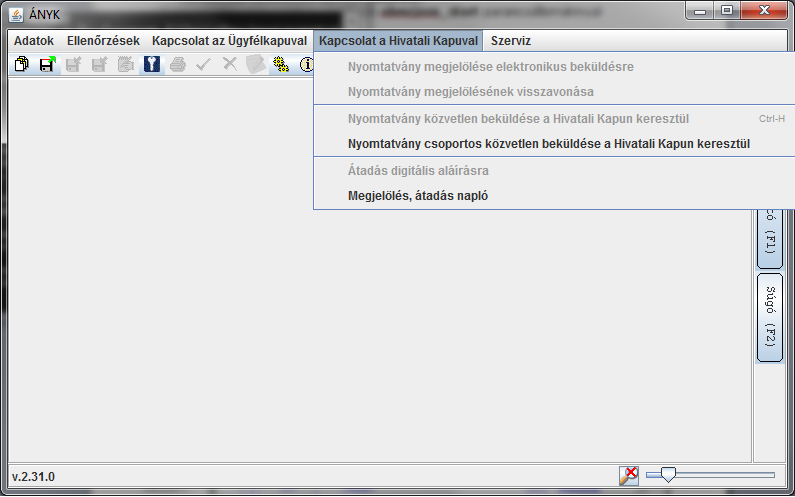 ÁNYK
Adatok Ellenőrzések Kapcsolat az Ügyfélkapuval Kapcsolat a Hivatali Kapuval Szerviz
Nyomtatvány megjelölése elektronikus beküldésre
Nyomtatvány megjelölésének visszavonása
Nyomtatvány közvetlen beküldése a Hivatali Kapun keresztül Ctrl-H
Nyomtatvány csoportos közvetlen beküldése a Hivatali Kapun keresztül
Átadás digitális aláírásra
Megjelölés, átadás napló
(F1)
Súgó (F2)
v.2.31.0